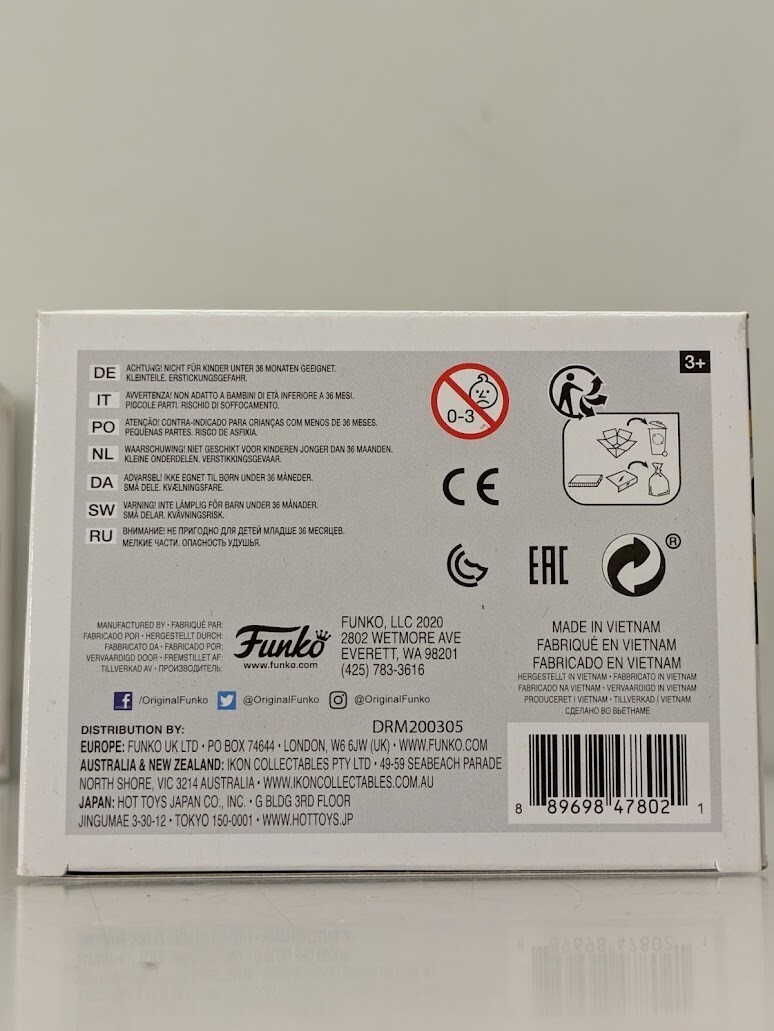 3+
DE ACHTUNG! NICHT FÜR KINDER UNTER 36 MONATEN GEEIGNET.
KLEINTEILE. ERSTICKUNGSGEFAHR.
IT AVVERTENZA! NON ADATTO A BAMBINI DI ETÀ INFERIORE A 36 MESI.
PICCOLE PARTI. RISCHIO DI SOFFOCAMENTO.
PO ATENÇÃO! CONTRA-INDICADO PARA CRIANÇAS COM MENOS DE 36 MESES.
PEQUENAS PARTES. RISCO DE ASFIXIA.
NL WAARSCHUWING! NIET GESCHIKT VOOR KINDEREN JONGER DAN 36 MAANDEN.
KLEINE ONDERDELEN. VERSTIKKINGSGEVAAR.
DA ADVARSEL! IKKE EGNET TIL BØRN UNDER 36 MÅNEDER.
SMÅ DELE. KVÆLNINGSFARE.
SW VARNING! INTE LÄMPLIG FÖR BARN UNDER 36 MÅNADER.
SMÅ DELAR. KVÄVNINGSRISK.
RU ВНИМАНИЕ! НЕ ПРИГОДНО ДЛЯ ДЕТЕЙ МЛАДШЕ 36 МЕСЯЦЕВ.
МЕЛКИЕ ЧАСТИ. ОПАСНОСТЬ УДУШЬЯ.
0-3
CE
EAC
®
MANUFACTURED BY • FABRIQUÉ PAR:
FABRICADO POR • HERGESTELLT DURCH:
FABBRICATO DA • FABRICADO POR:
VERVAARDIGD DOOR • FREMSTILLET AF:
TILLVERKAD AV • ПРОИЗВОДИТЕЛЬ:
Funko
www.funko.com
FUNKO, LLC 2020
2802 WETMORE AVE
EVERETT, WA 98201
(425) 783-3616
MADE IN VIETNAM
FABRIQUÉ EN VIETNAM
FABRICADO EN VIETNAM
HERGESTELLT IN VIETNAM • FABBRICATO IN VIETNAM
FABRICADO NA VIETNAM • VERVAARDIGD IN VIETNAM
PRODUCERET I VIETNAM • TILLVERKAD I VIETNAM
СДЕЛАНО ВО ВЬЕТНАМЕ
/OriginalFunko @OriginalFunko @OriginalFunko
DISTRIBUTION BY: DRM200305
EUROPE: FUNKO UK LTD • PO BOX 74644 • LONDON, W6 6JW (UK) • WWW.FUNKO.COM
AUSTRALIA & NEW ZEALAND: IKON COLLECTABLES PTY LTD • 49-59 SEABEACH PARADE
NORTH SHORE, VIC 3214 AUSTRALIA • WWW.IKONCOLLECTABLES.COM.AU
JAPAN: HOT TOYS JAPAN CO., INC. • G BLDG 3RD FLOOR
JINGUMAE 3-30-12 • TOKYO 150-0001 • WWW.HOTTOYS.JP
8 89698 47802 1